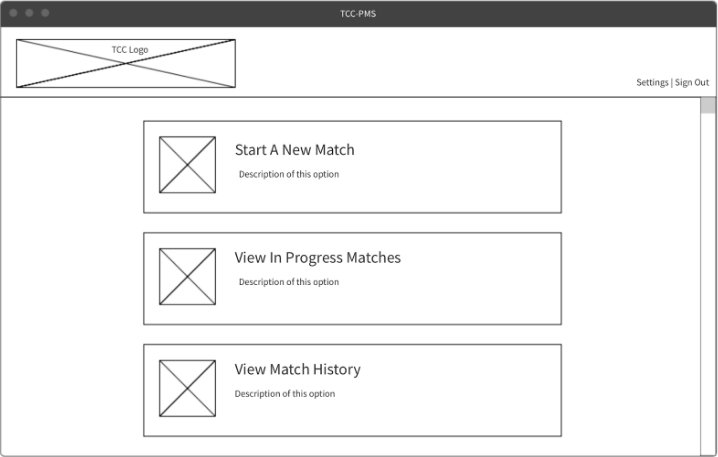 TCC-PMS
TCC Logo
Settings | Sign Out
Start A New Match
Description of this option
View In Progress Matches
Description of this option
View Match History
Description of this option